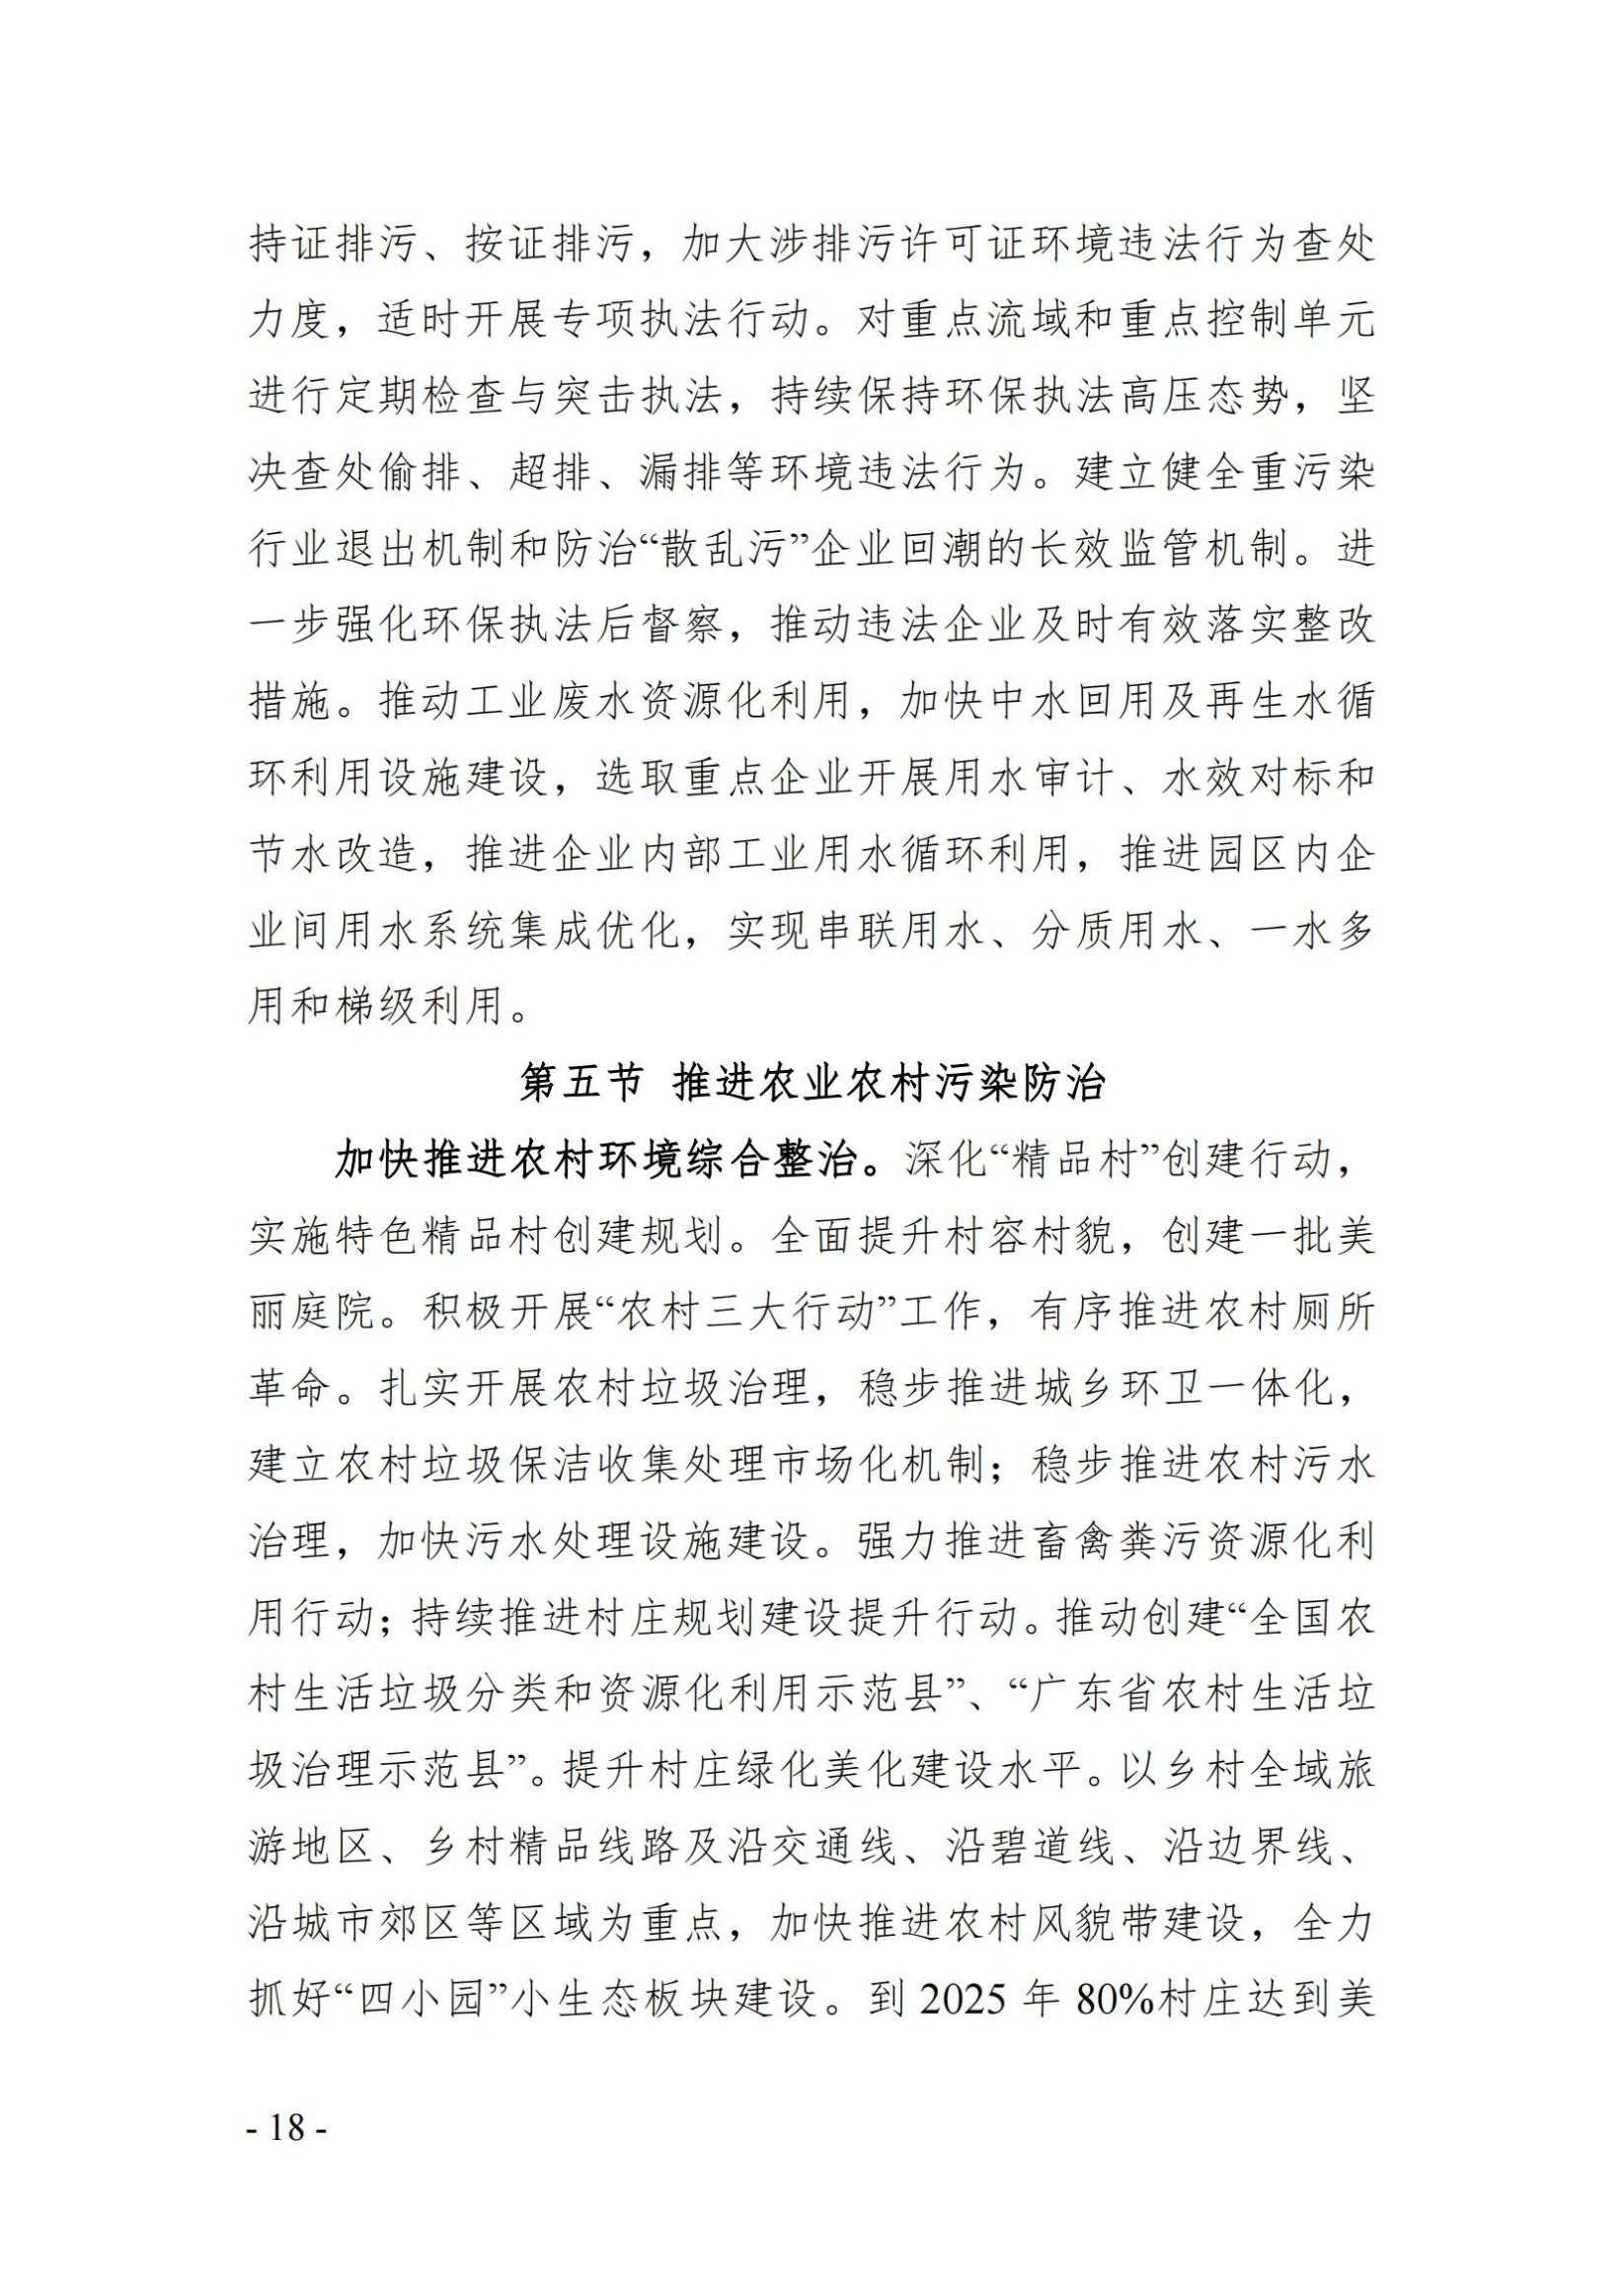 持证排污、按证排污，加大涉排污许可证环境违法行为查处
力度，适时开展专项执法行动。对重点流域和重点控制单元
进行定期检查与突击执法，持续保持环保执法高压态势，坚
决查处偷排、超排、漏排等环境违法行为。建立健全重污染
行业退出机制和防治“散乱污”企业回潮的长效监管机制。进
一步强化环保执法后督察，推动违法企业及时有效落实整改
措施。推动工业废水资源化利用，加快中水回用及再生水循
环利用设施建设，选取重点企业开展用水审计、水效对标和
节水改造，推进企业内部工业用水循环利用，推进园区内企
业间用水系统集成优化，实现串联用水、分质用水、一水多
用和梯级利用。
第五节 推进农业农村污染防治
加快推进农村环境综合整治。深化“精品村”创建行动，
实施特色精品村创建规划。全面提升村容村貌，创建一批美
丽庭院。积极开展“农村三大行动”工作，有序推进农村厕所
革命。扎实开展农村垃圾治理，稳步推进城乡环卫一体化，
建立农村垃圾保洁收集处理市场化机制；稳步推进农村污水
治理，加快污水处理设施建设。强力推进畜禽粪污资源化利
用行动；持续推进村庄规划建设提升行动。推动创建“全国农
村生活垃圾分类和资源化利用示范县”、“广东省农村生活垃
圾治理示范县”。提升村庄绿化美化建设水平。以乡村全域旅
游地区、乡村精品线路及沿交通线、沿碧道线、沿边界线、
沿城市郊区等区域为重点，加快推进农村风貌带建设，全力
抓好“四小园”小生态板块建设。到 2025 年 80%村庄达到美
- 18 -